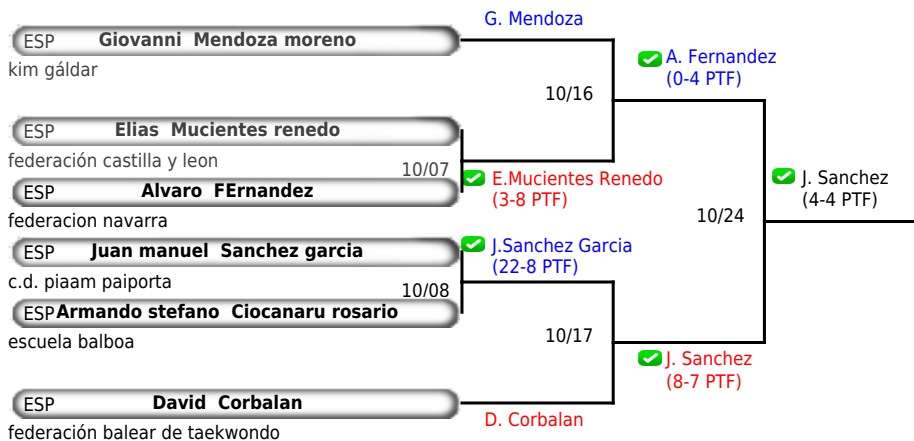 G. Mendoza
ESP Giovanni Mendoza moreno
kim gáldar
A. Fernandez
(0-4 PTF)
10/16
ESP Elias Mucientes renedo
federación castilla y leon
10/07
E.Mucientes Renedo
(3-8 PTF)
ESP Alvaro FErnandez
federacion navarra
J. Sanchez
(4-4 PTF)
10/24
ESP Juan manuel Sanchez garcia
c.d. piaam paiporta
J.Sanchez Garcia
(22-8 PTF)
10/08
ESP Armando stefano Ciocanaru rosario
escuela balboa
10/17
J. Sanchez
(8-7 PTF)
ESP David Corbalan
federación balear de taekwondo
D. Corbalan